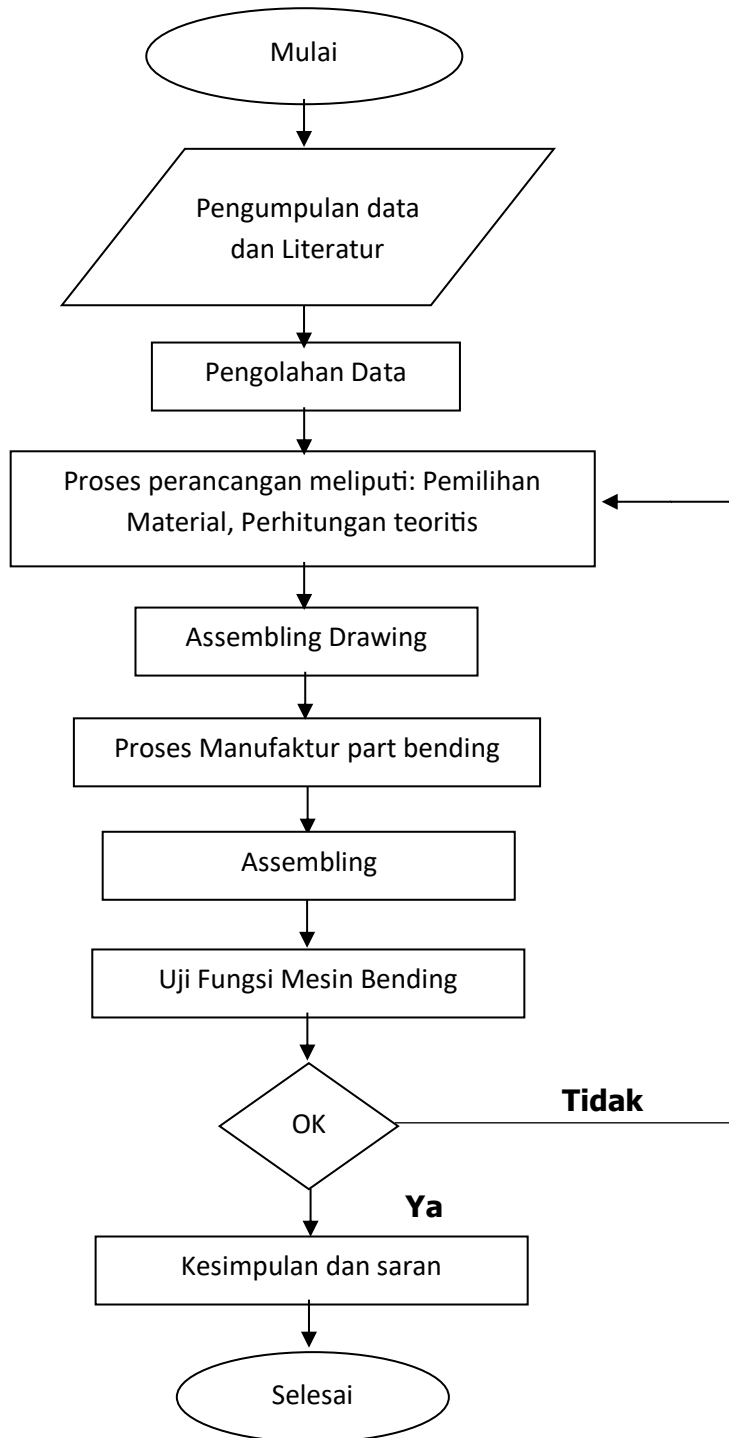 Mulai
Pengumpulan data
dan Literatur
Pengolahan Data
Proses perancangan meliputi: Pemilihan
Material, Perhitungan teoritis
Assembling Drawing
Proses Manufaktur part bending
Assembling
Uji Fungsi Mesin Bending
Tidak
OK
Ya
Kesimpulan dan saran
Selesai